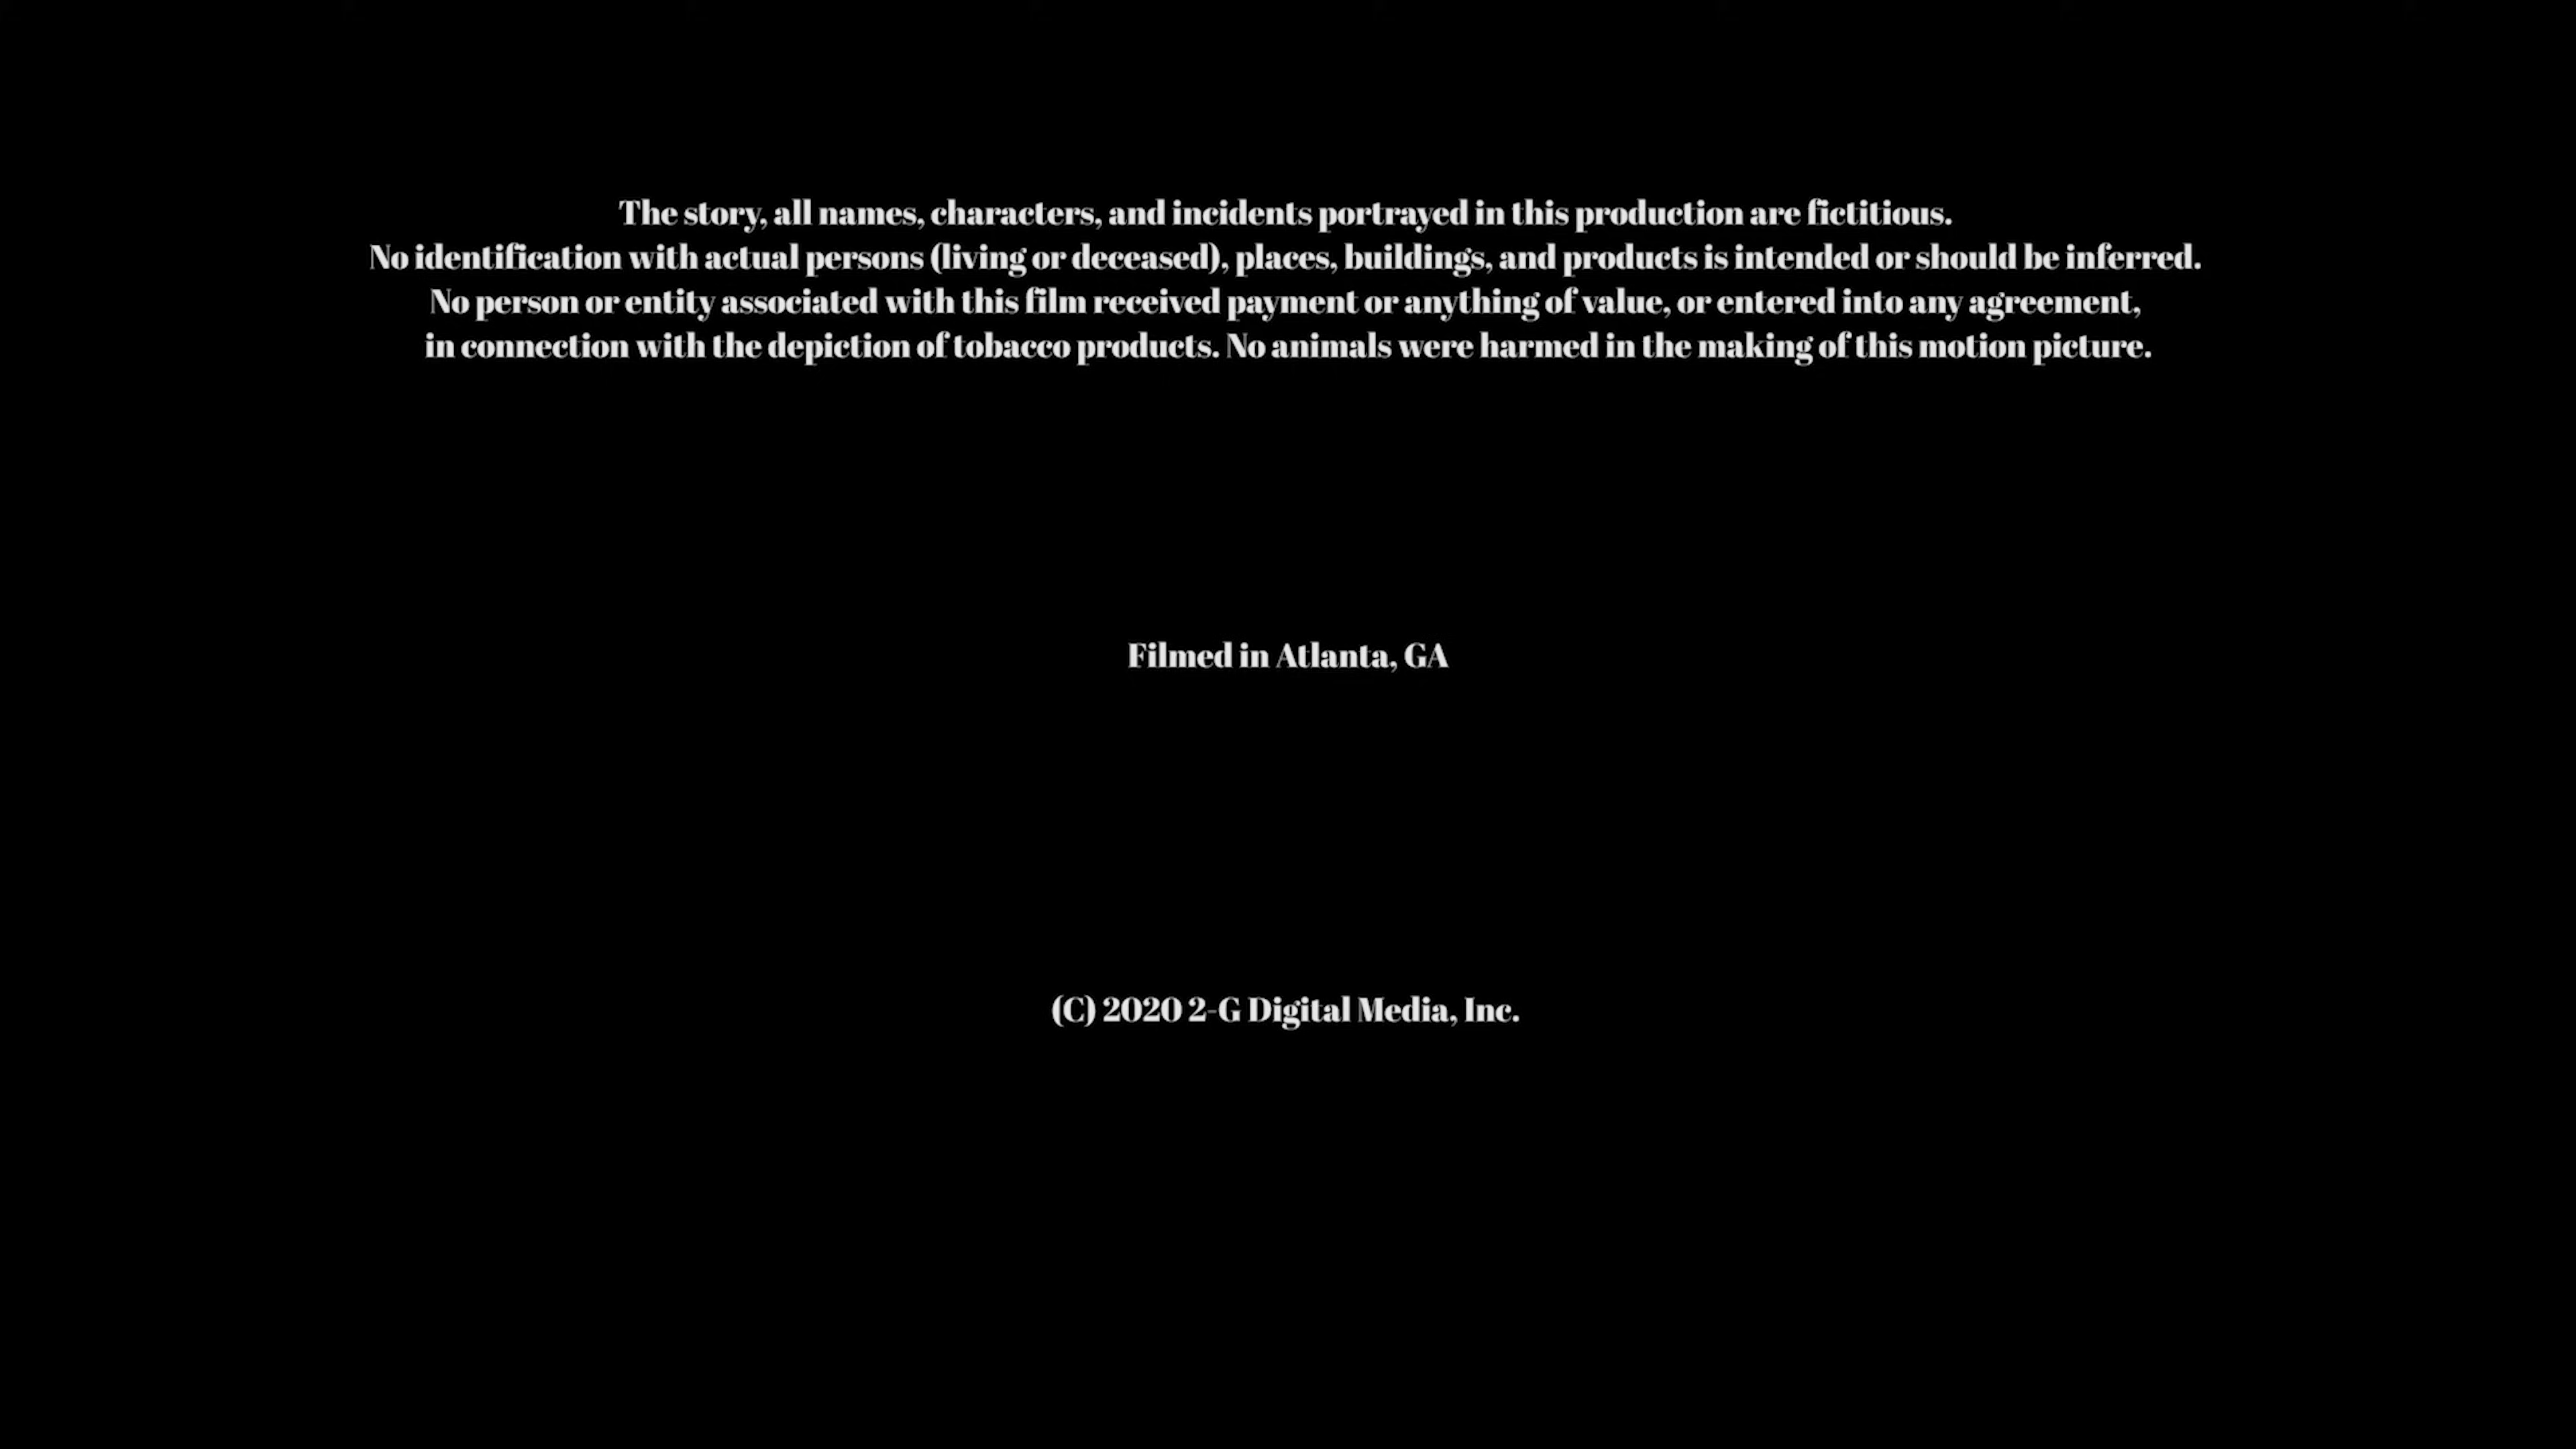 The story, all names, characters, and incidents portrayed in this production are fictitious.
No identification with actual persons (living or deceased), places, buildings, and products is intended or should be inferred.
No person or entity associated with this film received payment or anything of value, or entered into any agreement,
in connection with the depiction of tobacco products. No animals were harmed in the making of this motion picture.
Filmed in Atlanta, GA
(C) 2020 2-G Digital Media, Inc.